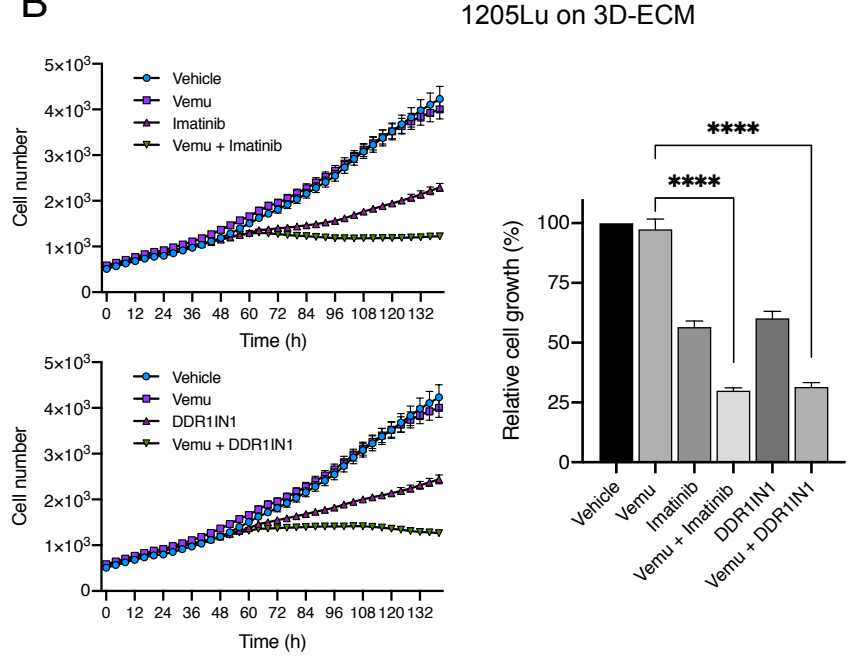 B
1205Lu on 3D-ECM
5×10³
4×10³
3×10³
2×10³
1×10³
0
Cell number
Vehicle
Vemu
Imatinib
Vemu + Imatinib
0 12 24 36 48 60 72 84 96 108 120 132
Time (h)
5×10³
4×10³
3×10³
2×10³
1×10³
0
Cell number
Vehicle
Vemu
DDR1IN1
Vemu + DDR1IN1
0 12 24 36 48 60 72 84 96 108 120 132
Time (h)
****
****
100
75
50
25
0
Relative cell growth (%)
Vehicle
Vemu
Imatinib
Vemu + Imatinib
DDR1IN1
Vemu + DDR1IN1